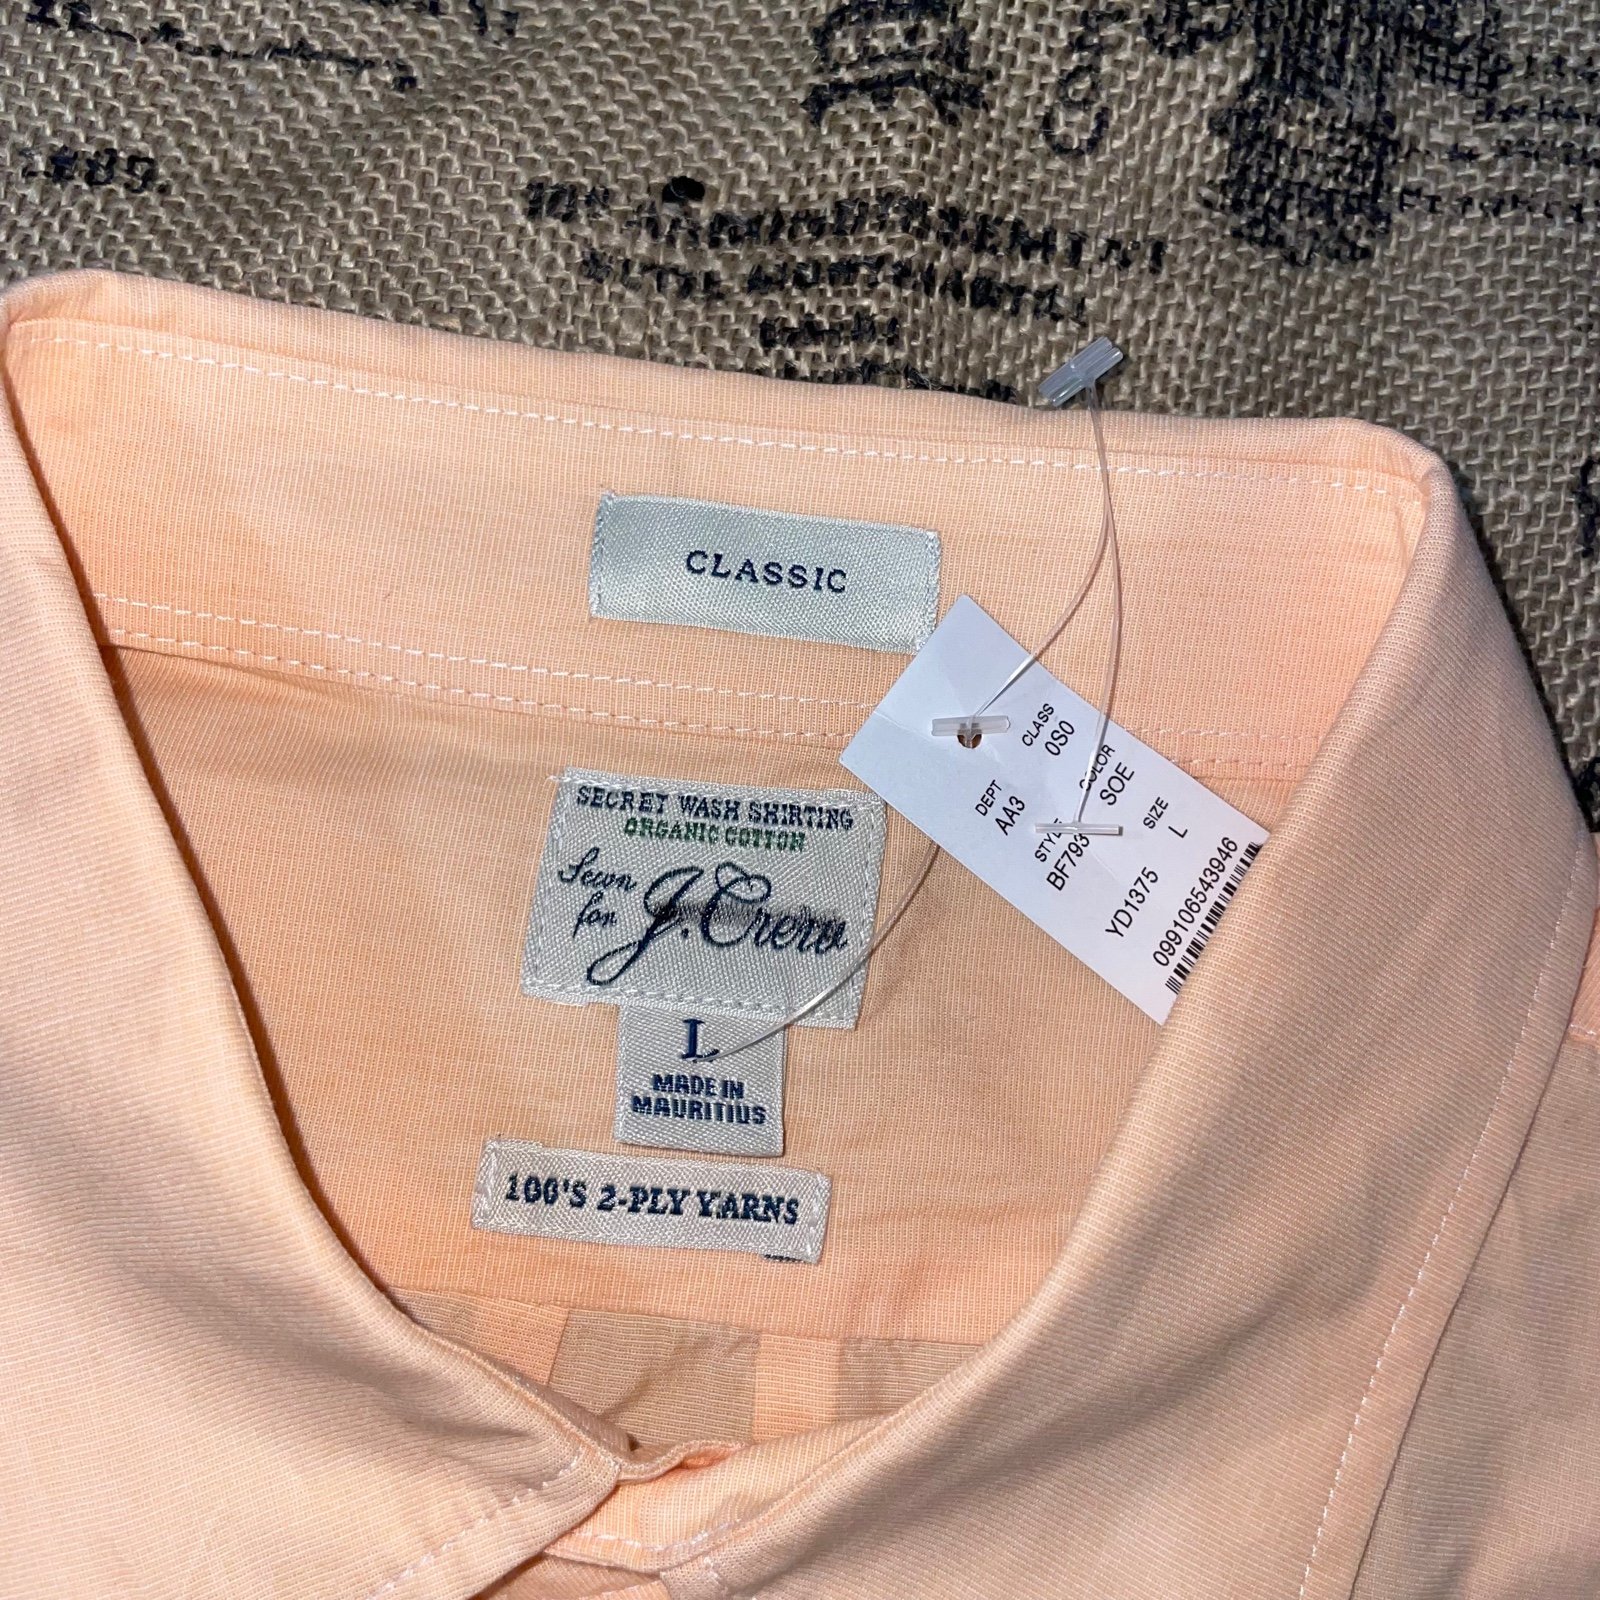 CLASSIC
SECRET WASH SHIRTING
ORGANIC COTTON
Sewn
for J.Crew
L
MADE IN
MAURITIUS
100'S 2-PLY YARNS
DEPT CLASS
AA3 0S0
STYLE COLOR
BF793 SOE
SIZE
YD1375 L
099106543946